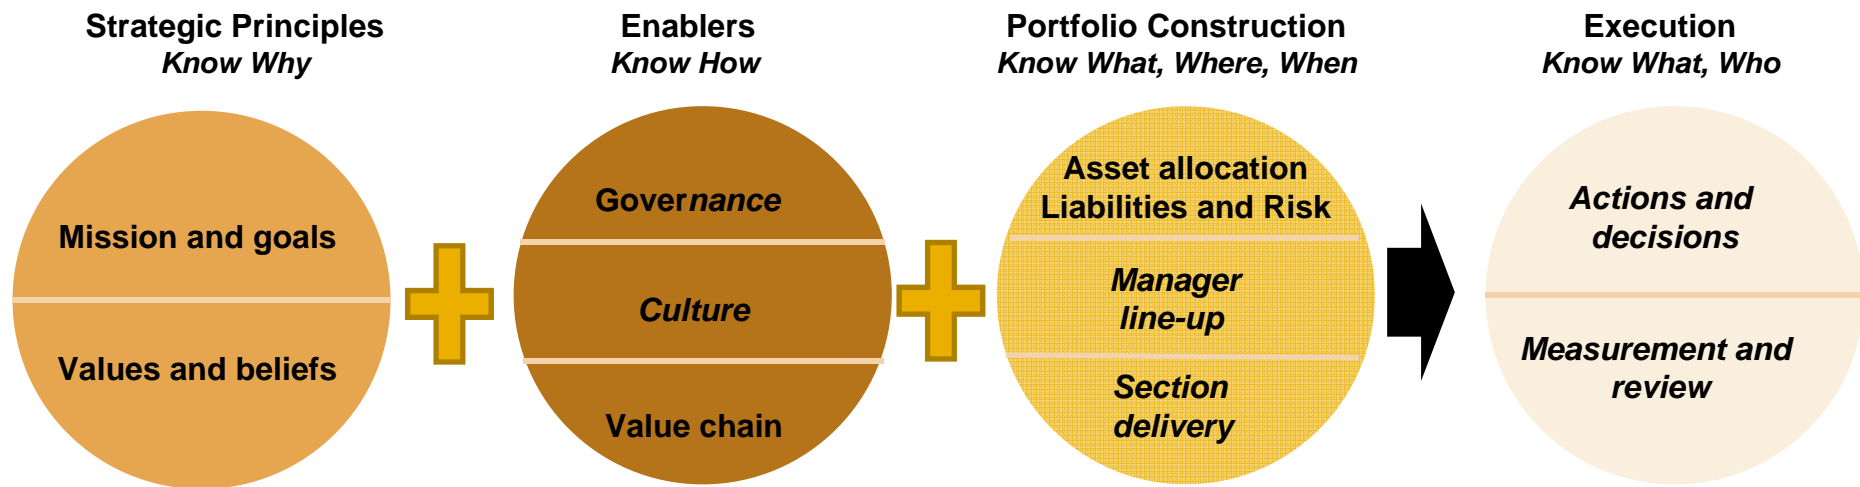 Strategic Principles
Know Why
Mission and goals
Values and beliefs
Enablers
Know How
Governance
Culture
Value chain
Portfolio Construction
Know What, Where, When
Asset allocation
Liabilities and Risk
Manager
line-up
Section
delivery
Execution
Know What, Who
Actions and
decisions
Measurement and
review